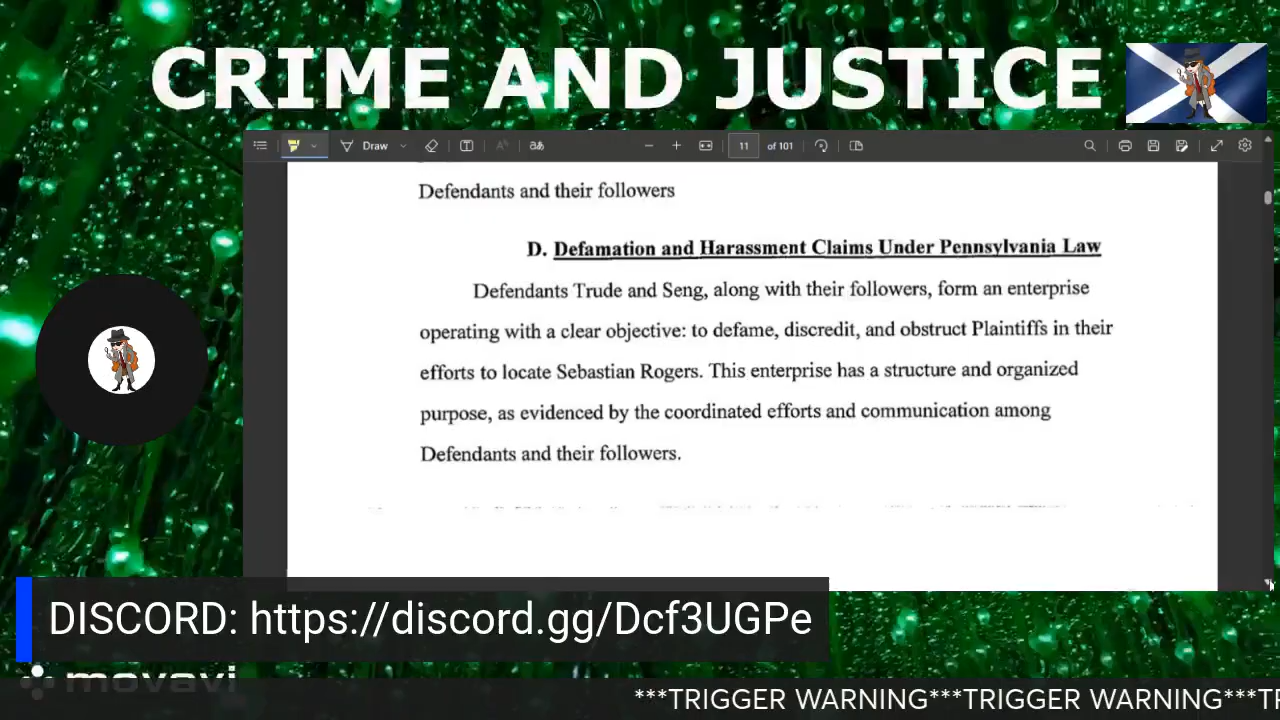 CRIME AND JUSTICE
Draw
aあ
11 of 101
Defendants and their followers
D. Defamation and Harassment Claims Under Pennsylvania Law
Defendants Trude and Seng, along with their followers, form an enterprise
operating with a clear objective: to defame, discredit, and obstruct Plaintiffs in their
efforts to locate Sebastian Rogers. This enterprise has a structure and organized
purpose, as evidenced by the coordinated efforts and communication among
Defendants and their followers.
DISCORD: https://discord.gg/Dcf3UGPe
movavi
***TRIGGER WARNING***TRIGGER WARNING***TF